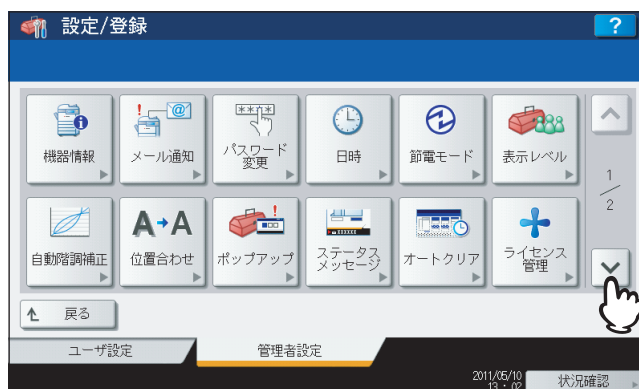 設定/登録
?
機器情報
メール通知
****
パスワード
変更
日時
節電モード
表示レベル
1
/
2
自動階調補正
A→A
位置合わせ
ポップアップ
ステータス
メッセージ
オートクリア
ライセンス
管理
戻る
ユーザ設定
管理者設定
2011/05/10
13:02
状況確認